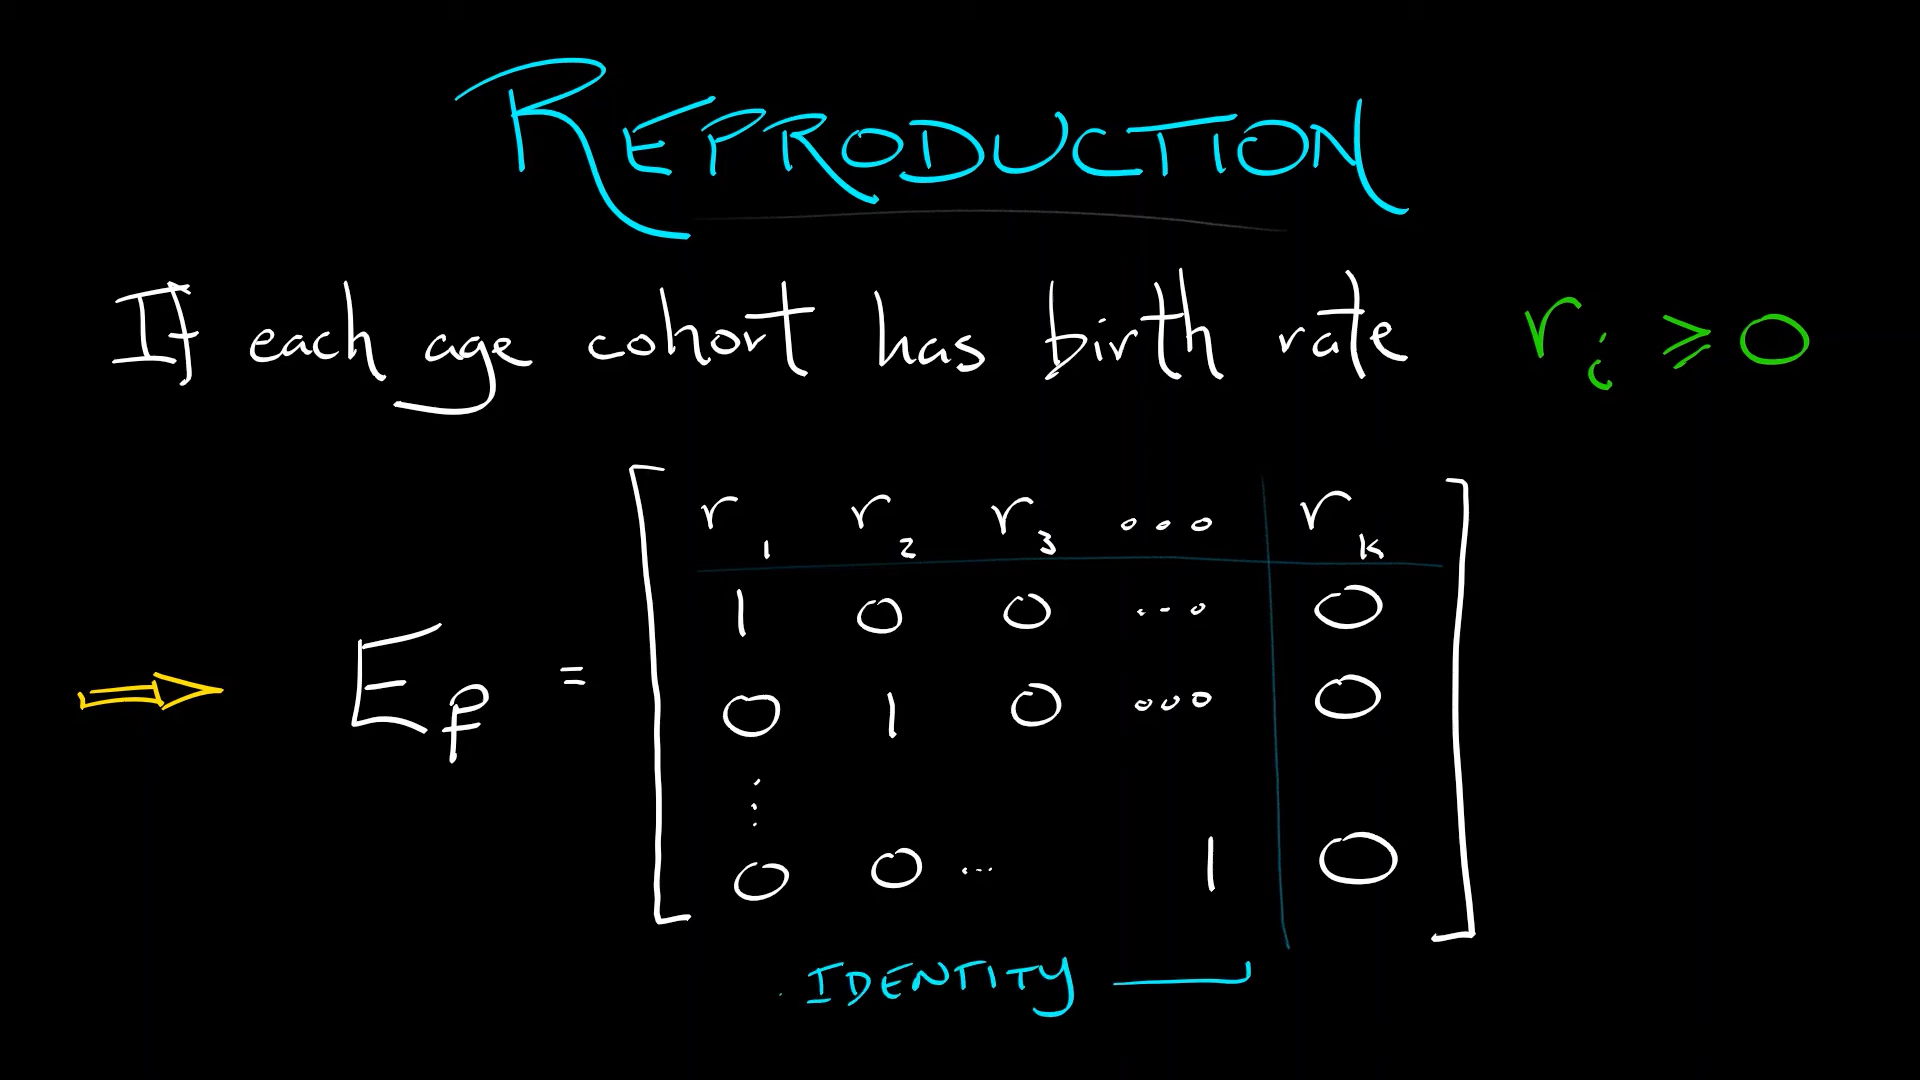 REPRODUCTION
If each age cohort has birth rate r_i ⩾ 0
r_1 r_2 r_3 ... r_k
1 0 0 ... 0
⇒ E_p = 0 1 0 ... 0
⋮
0 0 ... 1 0
IDENTITY